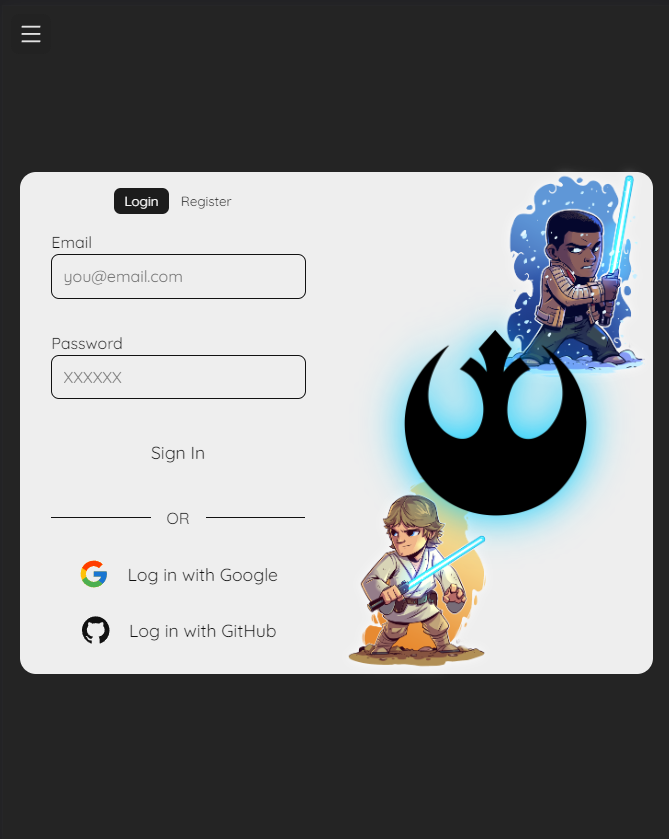 Login Register
Email
you@email.com
Password
XXXXXX
Sign In
OR
Log in with Google
Log in with GitHub